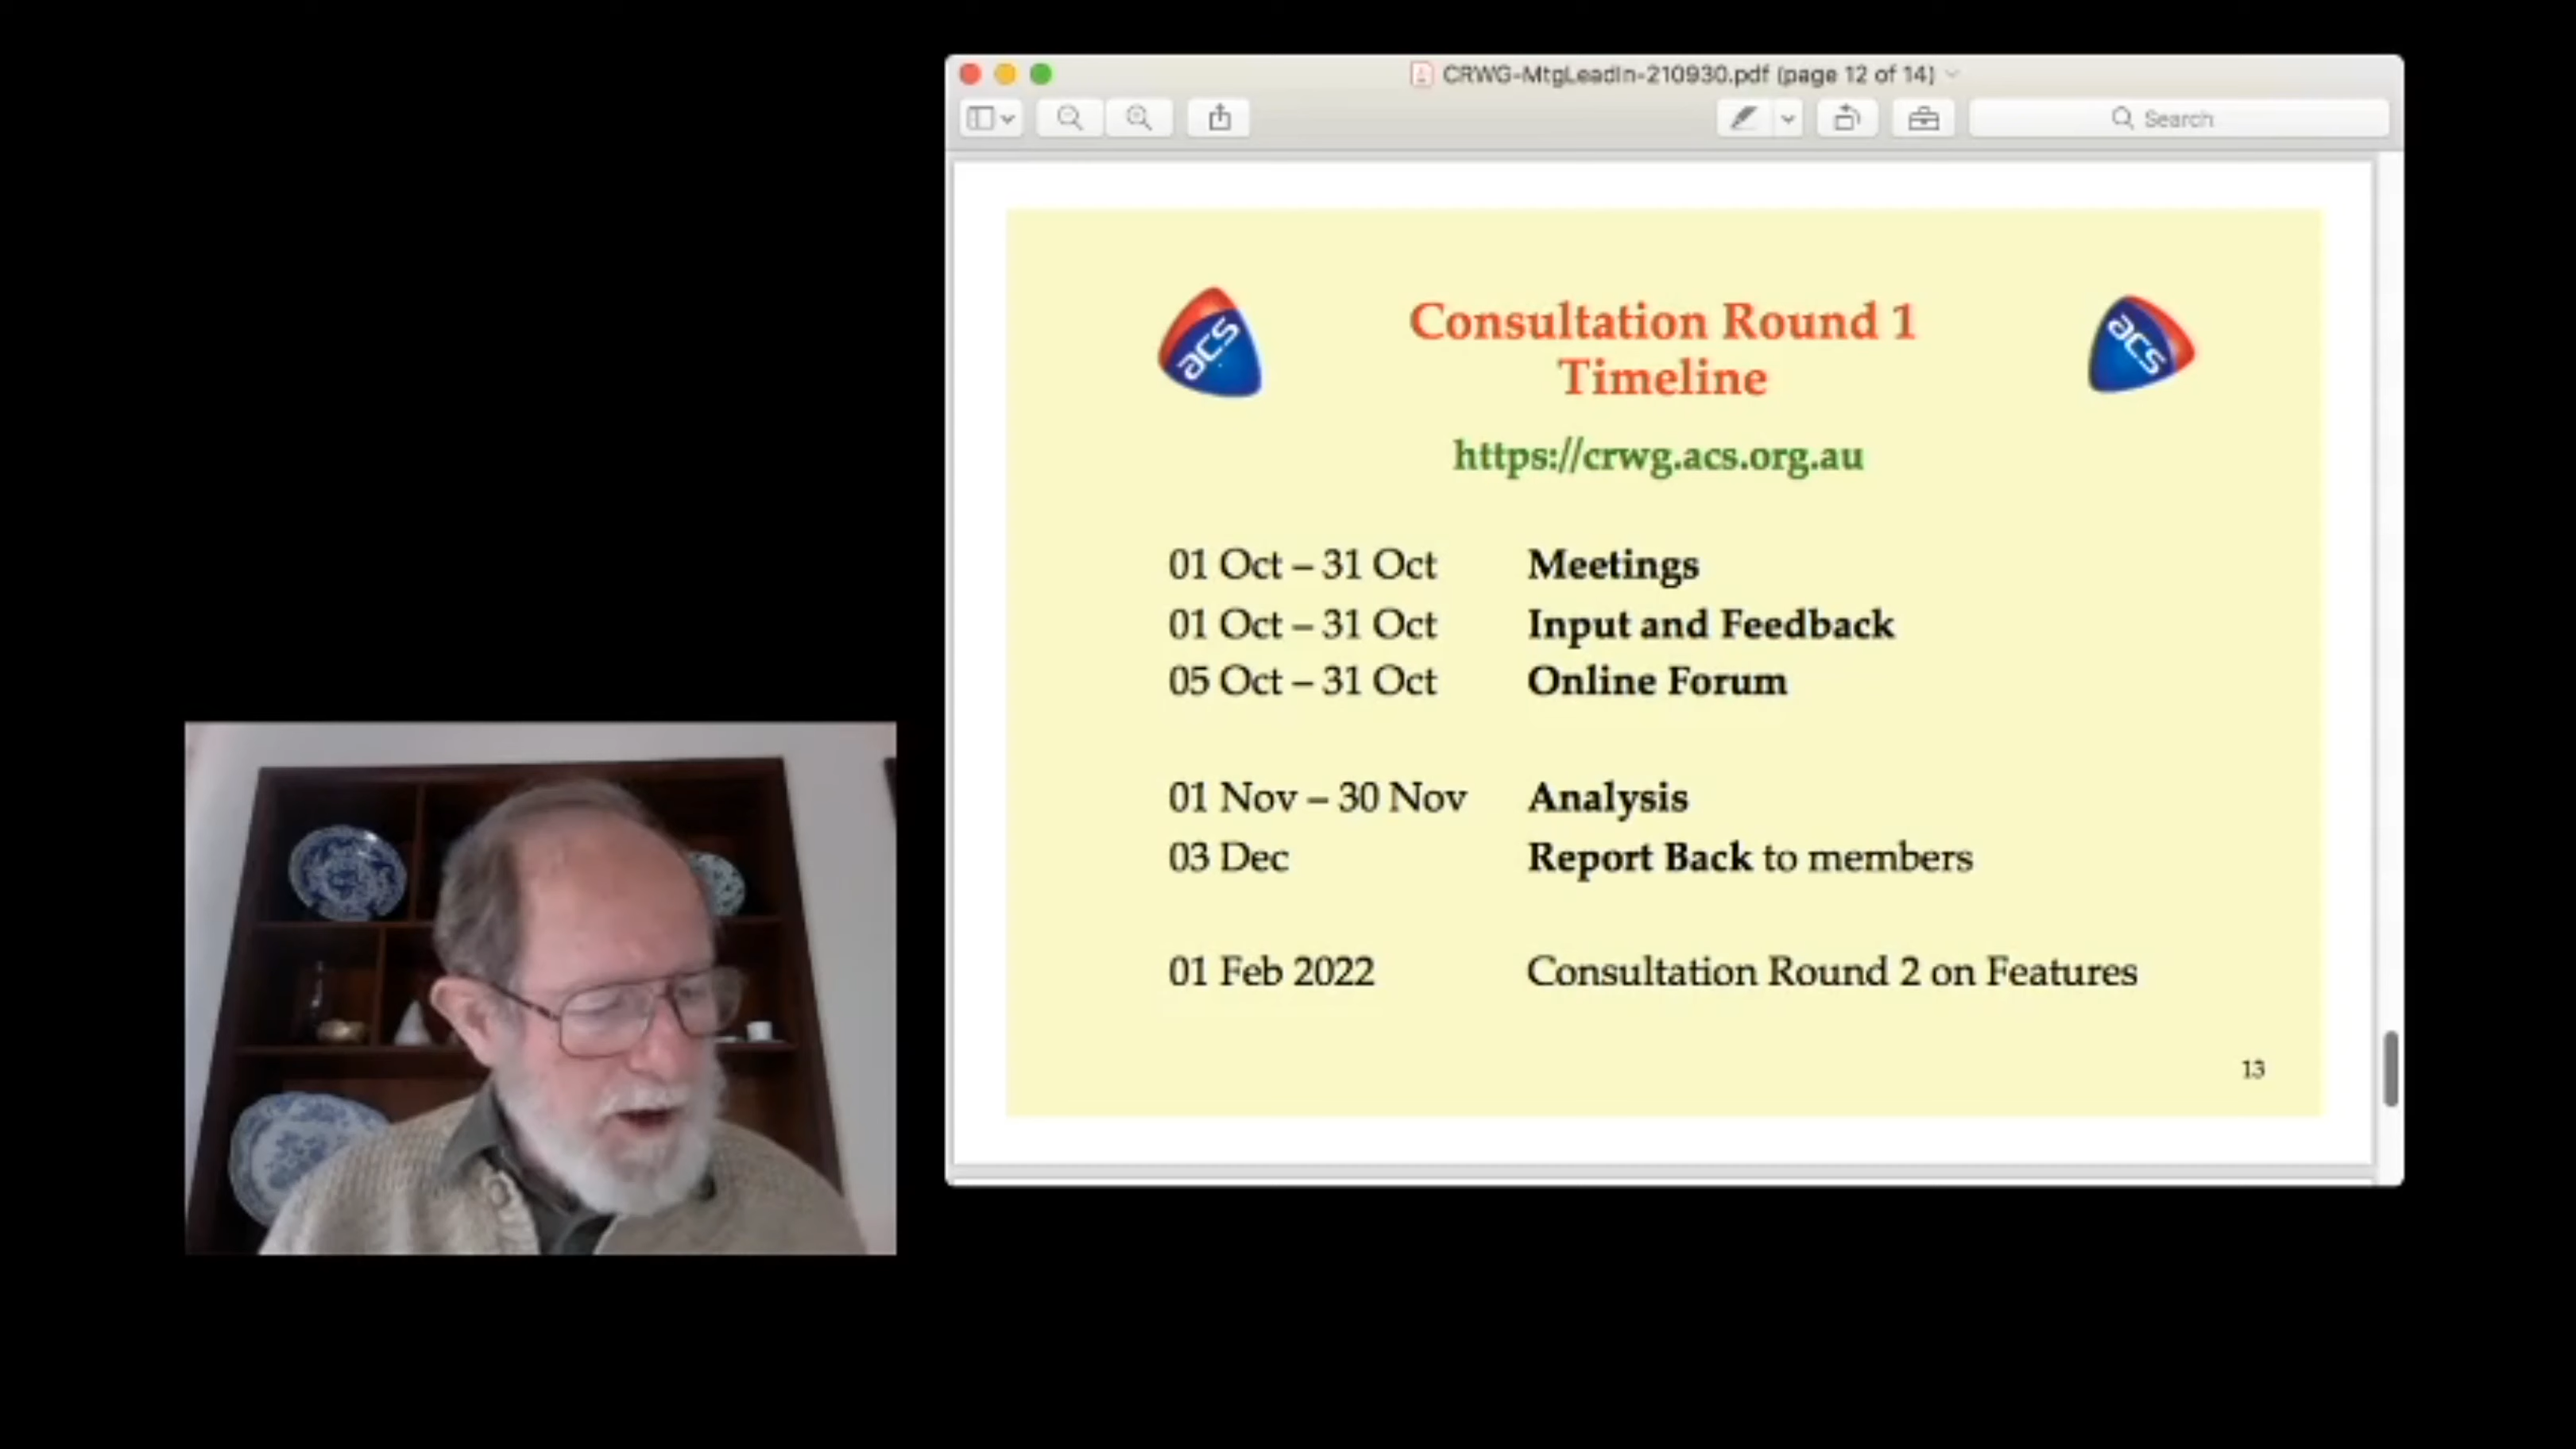 CRWG-MtgLeadIn-210930.pdf (page 12 of 14)
Search
acs
Consultation Round 1
Timeline
acs
https://crwg.acs.org.au
01 Oct – 31 Oct Meetings
01 Oct – 31 Oct Input and Feedback
05 Oct – 31 Oct Online Forum
01 Nov – 30 Nov Analysis
03 Dec Report Back to members
01 Feb 2022 Consultation Round 2 on Features
13